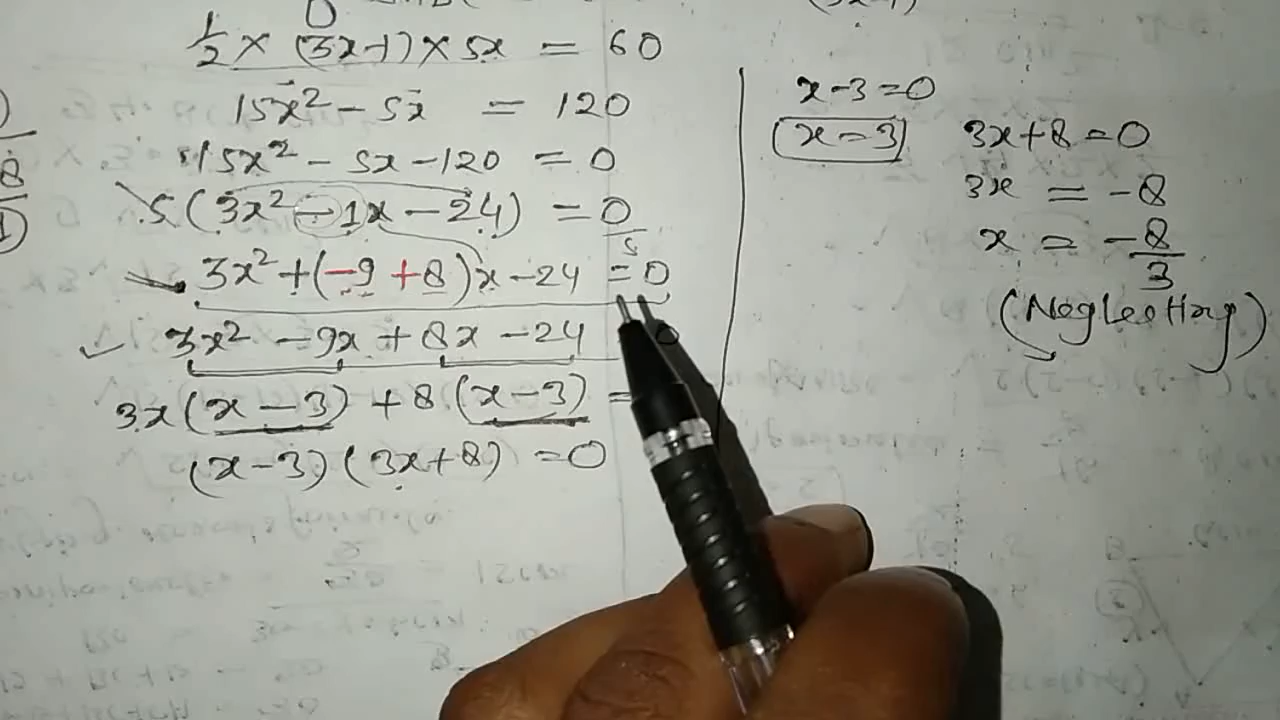 1/2 × (3x-1) × 5x = 60
15x² - 5x = 120
15x² - 5x - 120 = 0
5(3x² - 1x - 24) = 0/5
3x² + (-9 + 8)x - 24 = 0
3x² - 9x + 8x - 24 0
3x(x - 3) + 8(x - 3) =
(x - 3)(3x + 8) = 0
x - 3 = 0
x = 3
3x + 8 = 0
3x = -8
x = -8/3
(Neglecting)